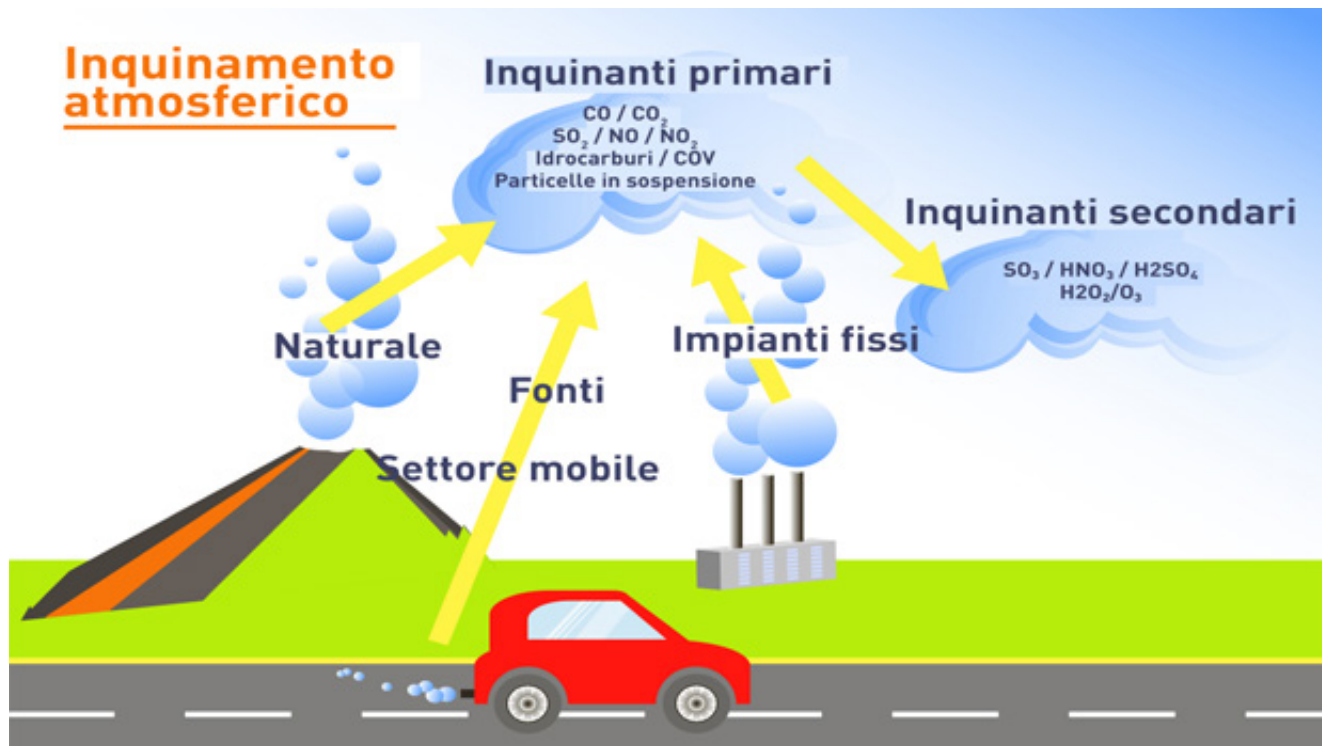 Inquinamento
atmosferico
Inquinanti primari
CO / CO₂
SO₂ / NO / NO₂
Idrocarburi / COV
Particelle in sospensione
Inquinanti secondari
SO₃ / HNO₃ / H2SO₄
H2O₂/O₃
Naturale
Impianti fissi
Fonti
Settore mobile